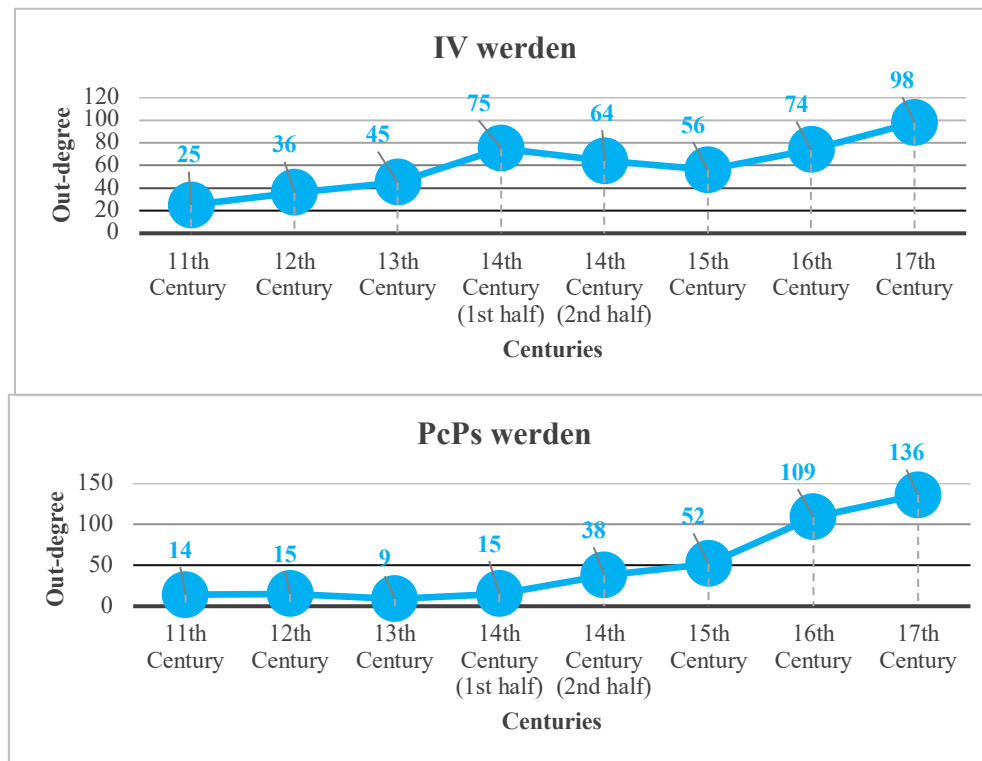 IV werden
120
100
80
60
40
20
0
Out-degree
25
36
45
75
64
56
74
98
11th Century
12th Century
13th Century
14th Century (1st half)
14th Century (2nd half)
15th Century
16th Century
17th Century
Centuries
PcPs werden
150
100
50
0
Out-degree
14
15
9
15
38
52
109
136
11th Century
12th Century
13th Century
14th Century (1st half)
14th Century (2nd half)
15th Century
16th Century
17th Century
Centuries